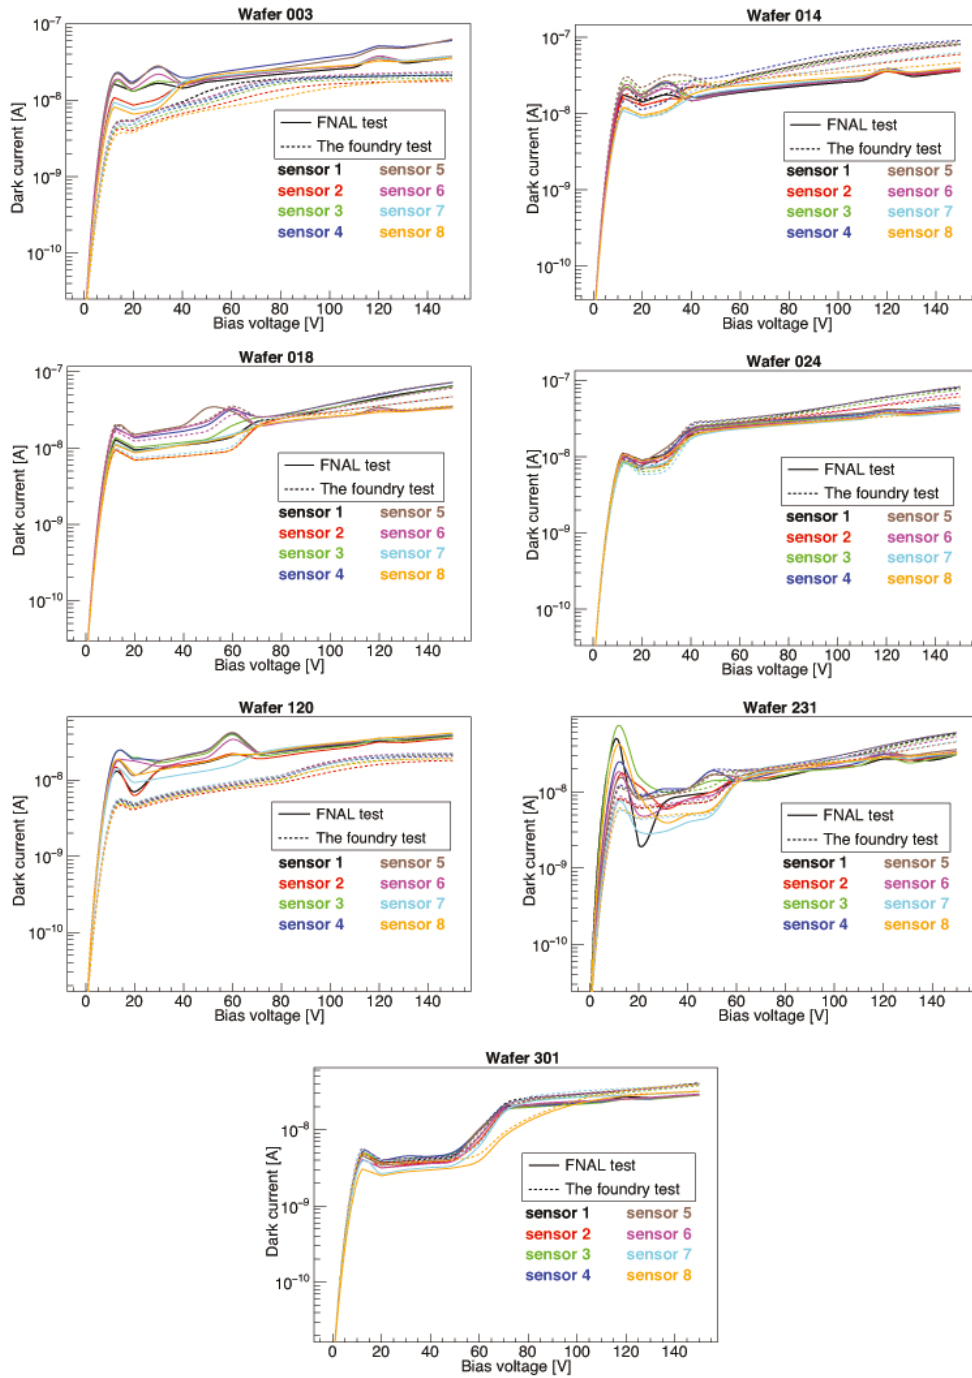 Wafer 003
Dark current [A]
10⁻⁷
10⁻⁸
10⁻⁹
10⁻¹⁰
FNAL test
The foundry test
sensor 1 sensor 5
sensor 2 sensor 6
sensor 3 sensor 7
sensor 4 sensor 8
0 20 40 60 80 100 120 140
Bias voltage [V]
Wafer 014
Dark current [A]
10⁻⁷
10⁻⁸
10⁻⁹
10⁻¹⁰
FNAL test
The foundry test
sensor 1 sensor 5
sensor 2 sensor 6
sensor 3 sensor 7
sensor 4 sensor 8
0 20 40 60 80 100 120 140
Bias voltage [V]
Wafer 018
Dark current [A]
10⁻⁷
10⁻⁸
10⁻⁹
10⁻¹⁰
FNAL test
The foundry test
sensor 1 sensor 5
sensor 2 sensor 6
sensor 3 sensor 7
sensor 4 sensor 8
0 20 40 60 80 100 120 140
Bias voltage [V]
Wafer 024
Dark current [A]
10⁻⁷
10⁻⁸
10⁻⁹
10⁻¹⁰
FNAL test
The foundry test
sensor 1 sensor 5
sensor 2 sensor 6
sensor 3 sensor 7
sensor 4 sensor 8
0 20 40 60 80 100 120 140
Bias voltage [V]
Wafer 120
Dark current [A]
10⁻⁸
10⁻⁹
10⁻¹⁰
FNAL test
The foundry test
sensor 1 sensor 5
sensor 2 sensor 6
sensor 3 sensor 7
sensor 4 sensor 8
0 20 40 60 80 100 120 140
Bias voltage [V]
Wafer 231
Dark current [A]
10⁻⁸
10⁻⁹
10⁻¹⁰
FNAL test
The foundry test
sensor 1 sensor 5
sensor 2 sensor 6
sensor 3 sensor 7
sensor 4 sensor 8
0 20 40 60 80 100 120 140
Bias voltage [V]
Wafer 301
Dark current [A]
10⁻⁸
10⁻⁹
10⁻¹⁰
FNAL test
The foundry test
sensor 1 sensor 5
sensor 2 sensor 6
sensor 3 sensor 7
sensor 4 sensor 8
0 20 40 60 80 100 120 140
Bias voltage [V]